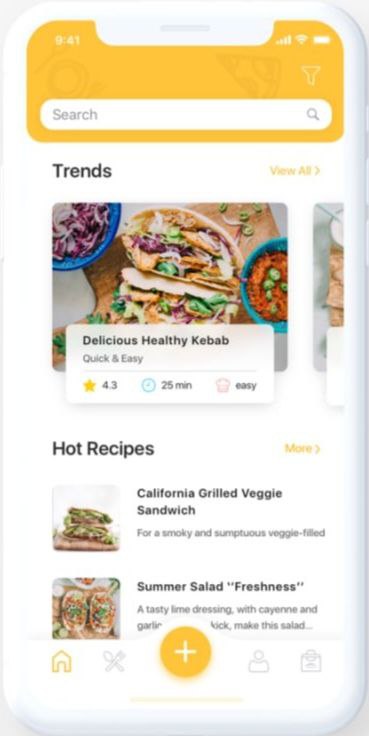 9:41
Search
Trends
View All >
Delicious Healthy Kebab
Quick & Easy
4.3
25 min
easy
Hot Recipes
More >
California Grilled Veggie
Sandwich
For a smoky and sumptuous veggie-filled
Summer Salad ‘‘Freshness’’
A tasty lime dressing, with cayenne and
garlic kick, make this salad...